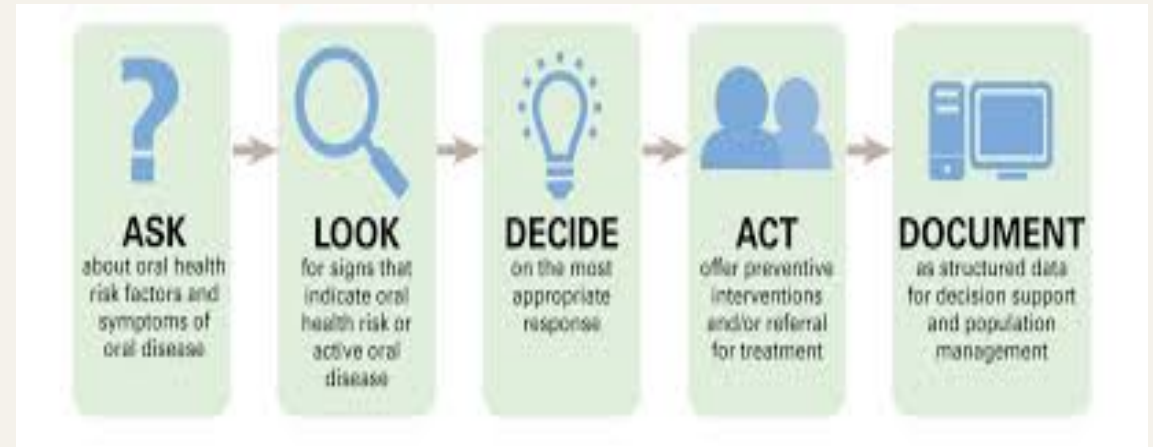 ?
ASK
about oral health
risk factors and
symptoms of
oral disease
LOOK
for signs that
indicate oral
health risk or
active oral
disease
DECIDE
on the most
appropriate
response
ACT
offer preventive
interventions
and/or referral
for treatment
DOCUMENT
as structured data
for decision support
and population
management